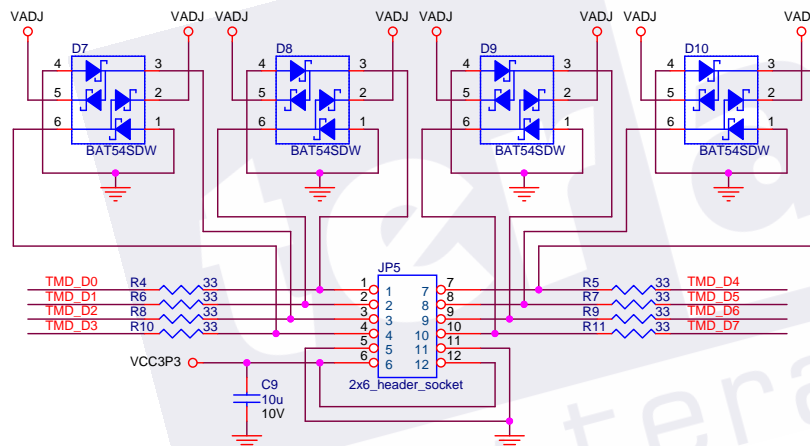 VADJ VADJ VADJ VADJ VADJ VADJ VADJ VAD
D7 D8 D9 D10
4 3 4 3 4 3 4 3
5 2 5 2 5 2 5 2
6 1 6 1 6 1 6 1
BAT54SDW BAT54SDW BAT54SDW BAT54SDW
JP5
TMD_D0 R4 33 1 1 7 7 R5 33 TMD_D4
TMD_D1 R6 33 2 2 8 8 R7 33 TMD_D5
TMD_D2 R8 33 3 3 9 9 R9 33 TMD_D6
TMD_D3 R10 33 4 4 10 10 R11 33 TMD_D7
5 5 11 11
VCC3P3 6 6 12 12
2x6_header_socket
C9
10u
10V
tera
tera